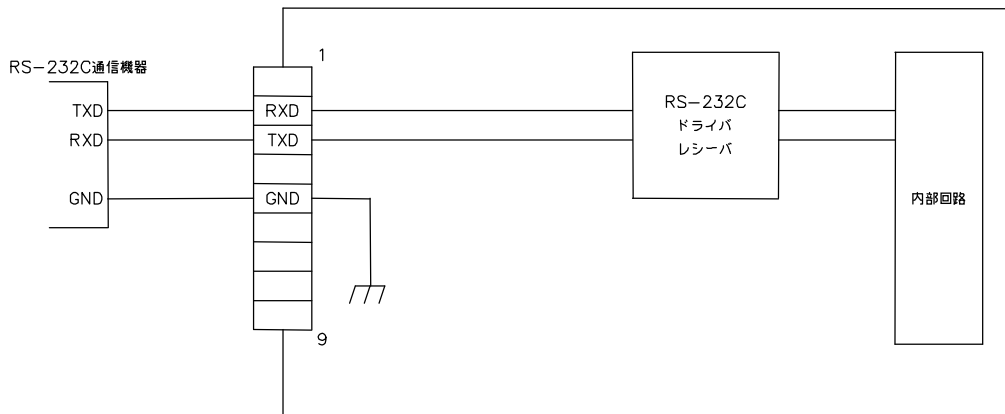 1
RS-232C通信機器
TXD
RXD
RXD
TXD
GND
GND
9
RS-232C
ドライバ
レシーバ
内部回路